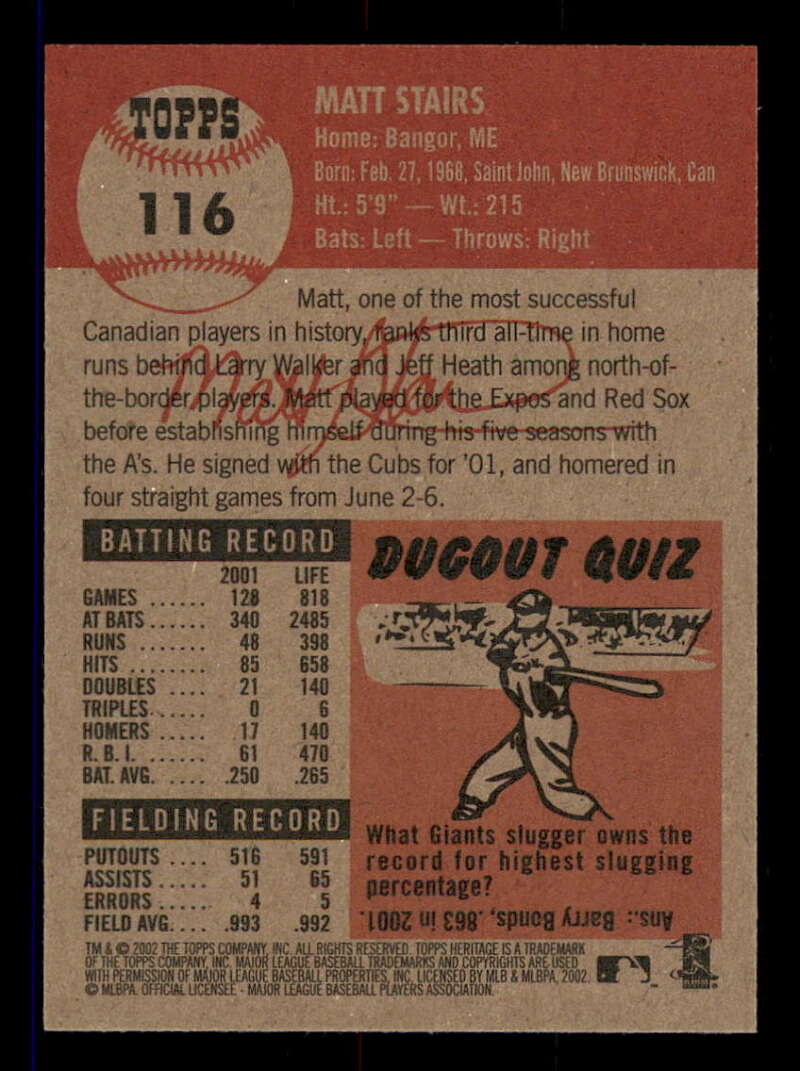 TOPPS
116
MATT STAIRS
Home: Bangor, ME
Born: Feb. 27, 1968, Saint John, New Brunswick, Can
Ht.: 5'9" — Wt.: 215
Bats: Left — Throws: Right
Matt, one of the most successful
Canadian players in history, ranks third all-time in home
runs behind Larry Walker and Jeff Heath among north-of-
the-border players. Matt played for the Expos and Red Sox
before establishing himself during his five seasons with
the A's. He signed with the Cubs for '01, and homered in
four straight games from June 2-6.
Matt Stairs
BATTING RECORD
2001 LIFE
GAMES ...... 128 818
AT BATS ...... 340 2485
RUNS ....... 48 398
HITS ........ 85 658
DOUBLES .... 21 140
TRIPLES ...... 0 6
HOMERS ..... 17 140
R. B. I. ...... 61 470
BAT. AVG. .... .250 .265
FIELDING RECORD
PUTOUTS .... 516 591
ASSISTS ..... 51 65
ERRORS ...... 4 5
FIELD AVG. ... .993 .992
DUGOUT QUIZ
What Giants slugger owns the
record for highest slugging
percentage?
Ans.: Barry Bonds, .863 in 2001.
TM & © 2002 THE TOPPS COMPANY, INC. ALL RIGHTS RESERVED. TOPPS HERITAGE IS A TRADEMARK
OF THE TOPPS COMPANY, INC. MAJOR LEAGUE BASEBALL TRADEMARKS AND COPYRIGHTS ARE USED
WITH PERMISSION OF MAJOR LEAGUE BASEBALL PROPERTIES, INC. LICENSED BY MLB & MLBPA, 2002.
© MLBPA. OFFICIAL LICENSEE - MAJOR LEAGUE BASEBALL PLAYERS ASSOCIATION.